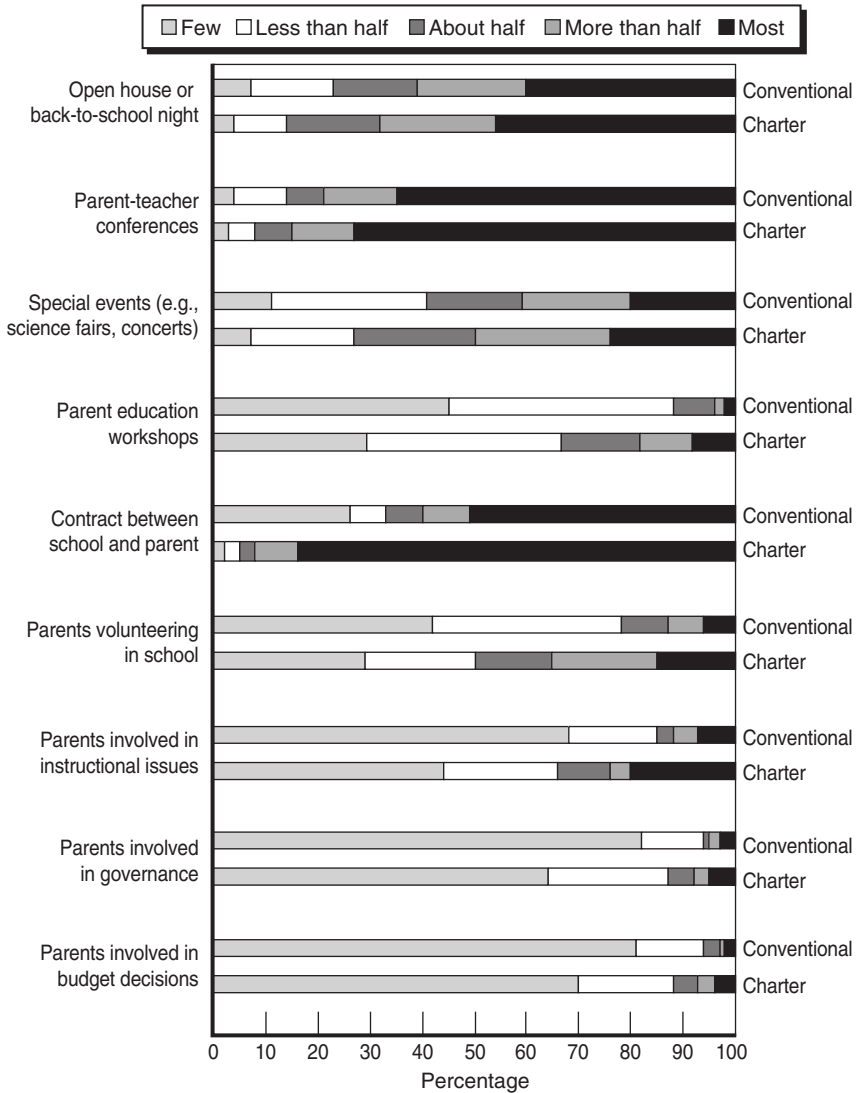 Few Less than half About half More than half Most
Open house or
back-to-school night
Conventional
Charter
Parent-teacher
conferences
Conventional
Charter
Special events (e.g.,
science fairs, concerts)
Conventional
Charter
Parent education
workshops
Conventional
Charter
Contract between
school and parent
Conventional
Charter
Parents volunteering
in school
Conventional
Charter
Parents involved in
instructional issues
Conventional
Charter
Parents involved
in governance
Conventional
Charter
Parents involved in
budget decisions
Conventional
Charter
0 10 20 30 40 50 60 70 80 90 100
Percentage